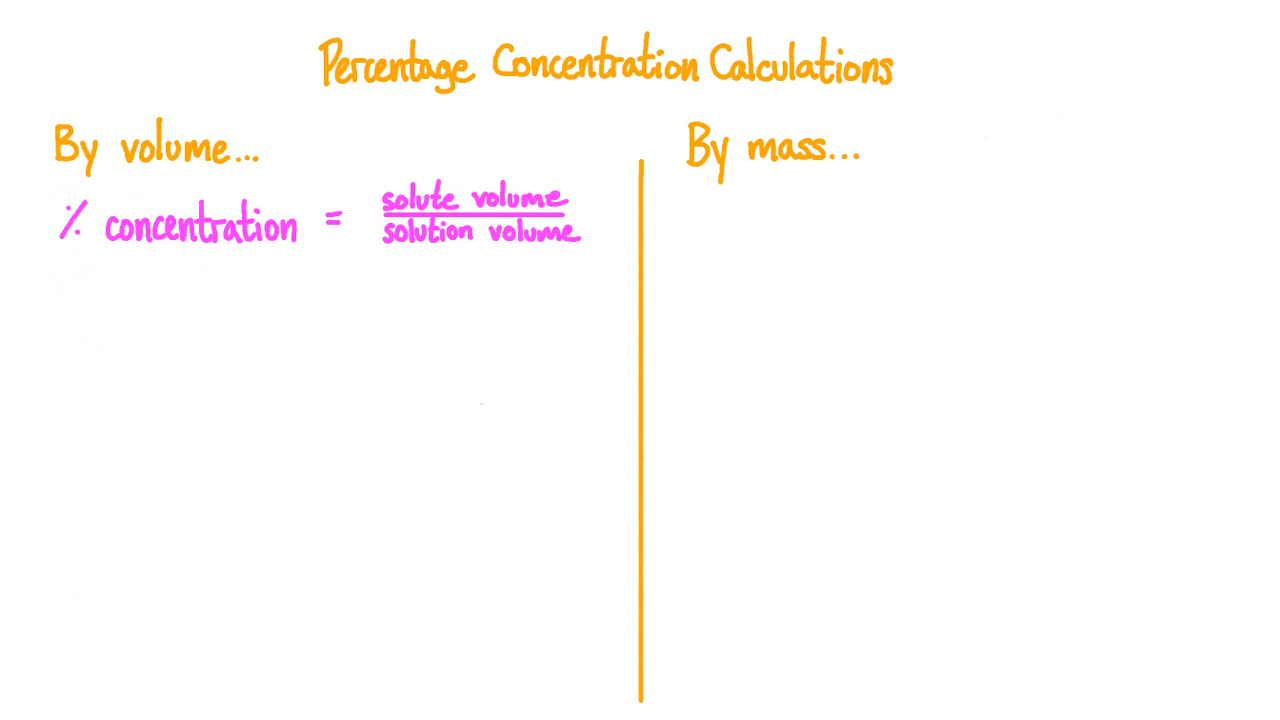 Percentage Concentration Calculations
By volume...
% concentration = solute volume
solution volume
By mass...